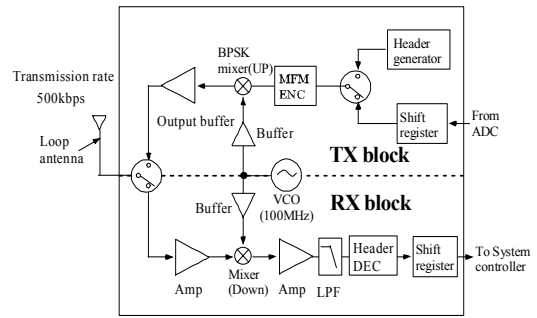 Transmission rate
500kbps
Loop
antenna
BPSK
mixer(UP)
Output buffer
Buffer
MFM
ENC
Header
generator
Shift
register
From
ADC
TX block
RX block
VCO
(100MHz)
Buffer
Amp
Mixer
(Down)
Amp
LPF
Header
DEC
Shift
register
To System
controller